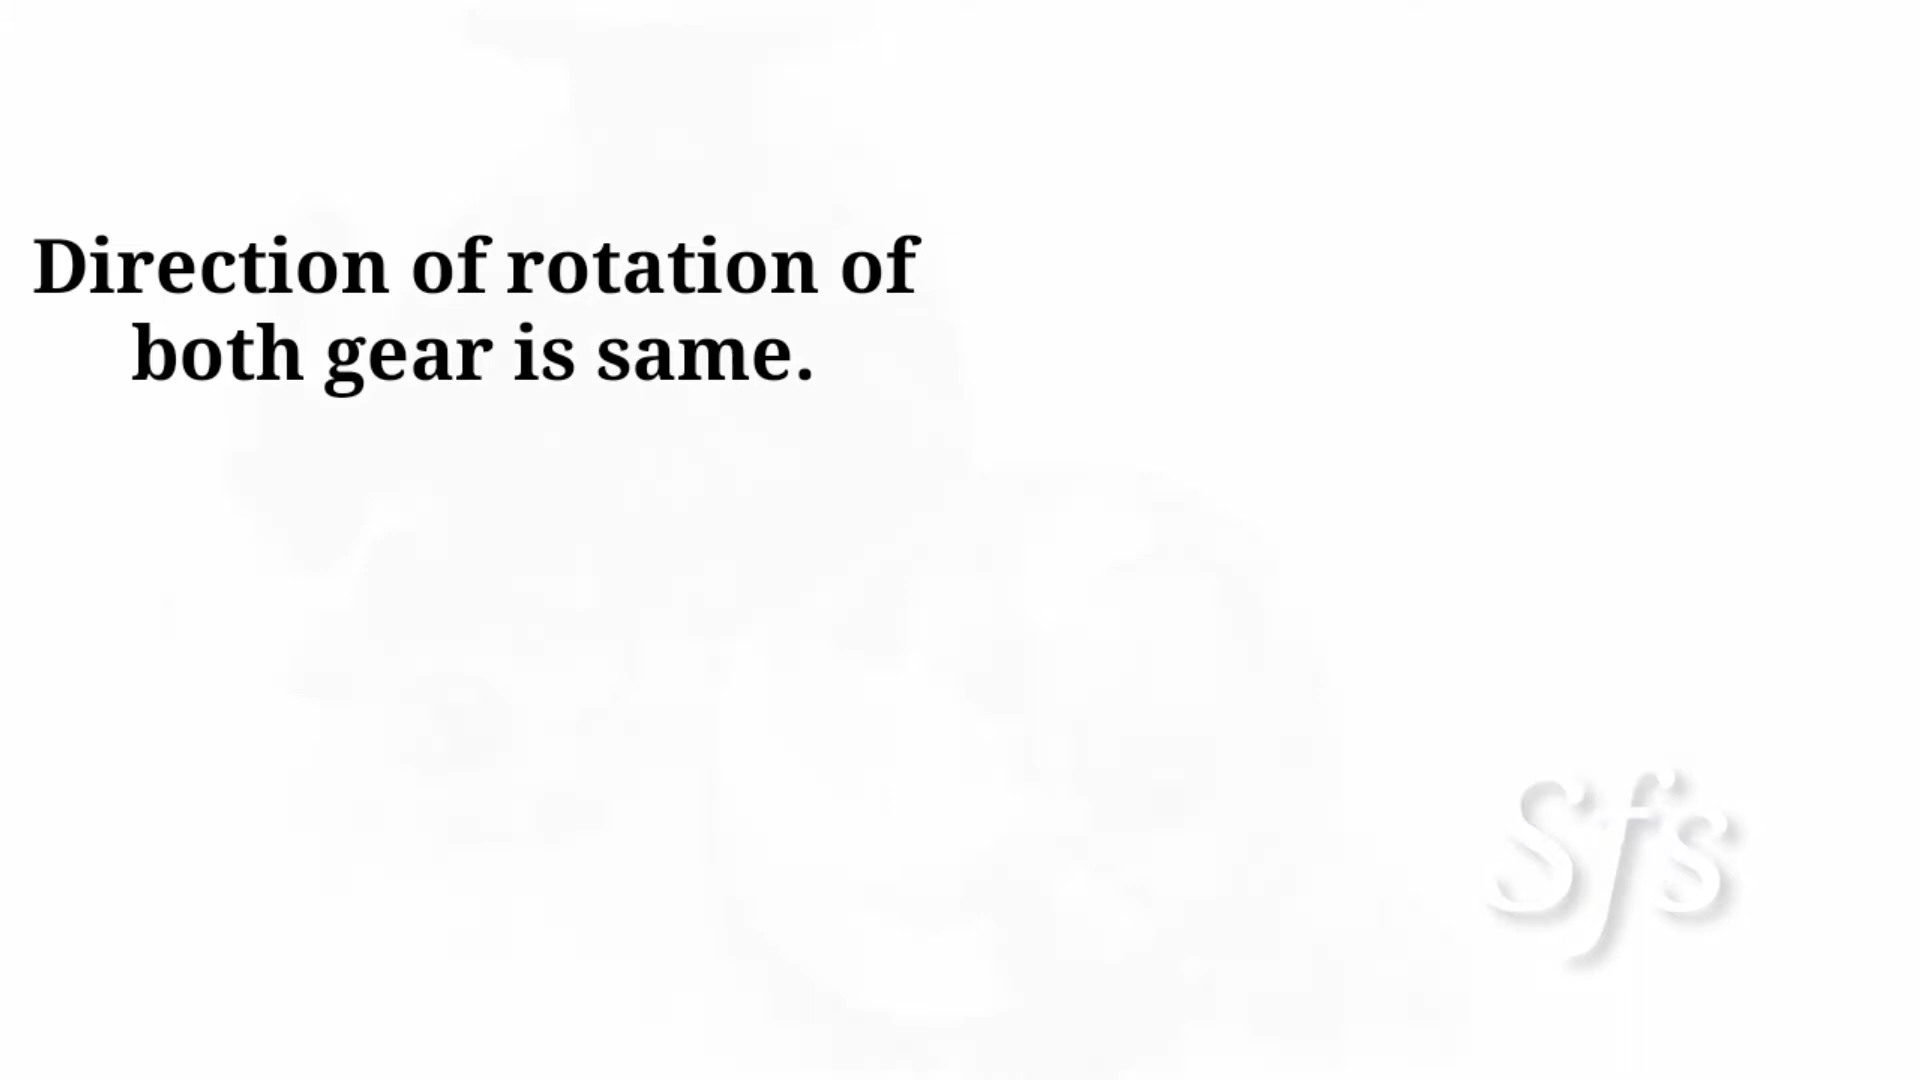 Direction of rotation of
both gear is same.
Sfs